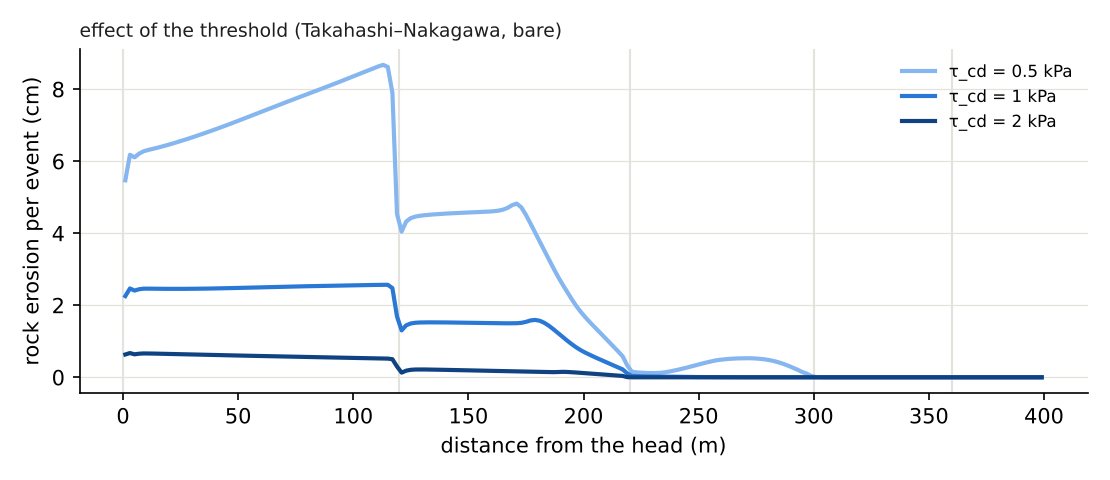 effect of the threshold (Takahashi–Nakagawa, bare)
τ_cd = 0.5 kPa
τ_cd = 1 kPa
τ_cd = 2 kPa
rock erosion per event (cm)
8
6
4
2
0
0 50 100 150 200 250 300 350 400
distance from the head (m)